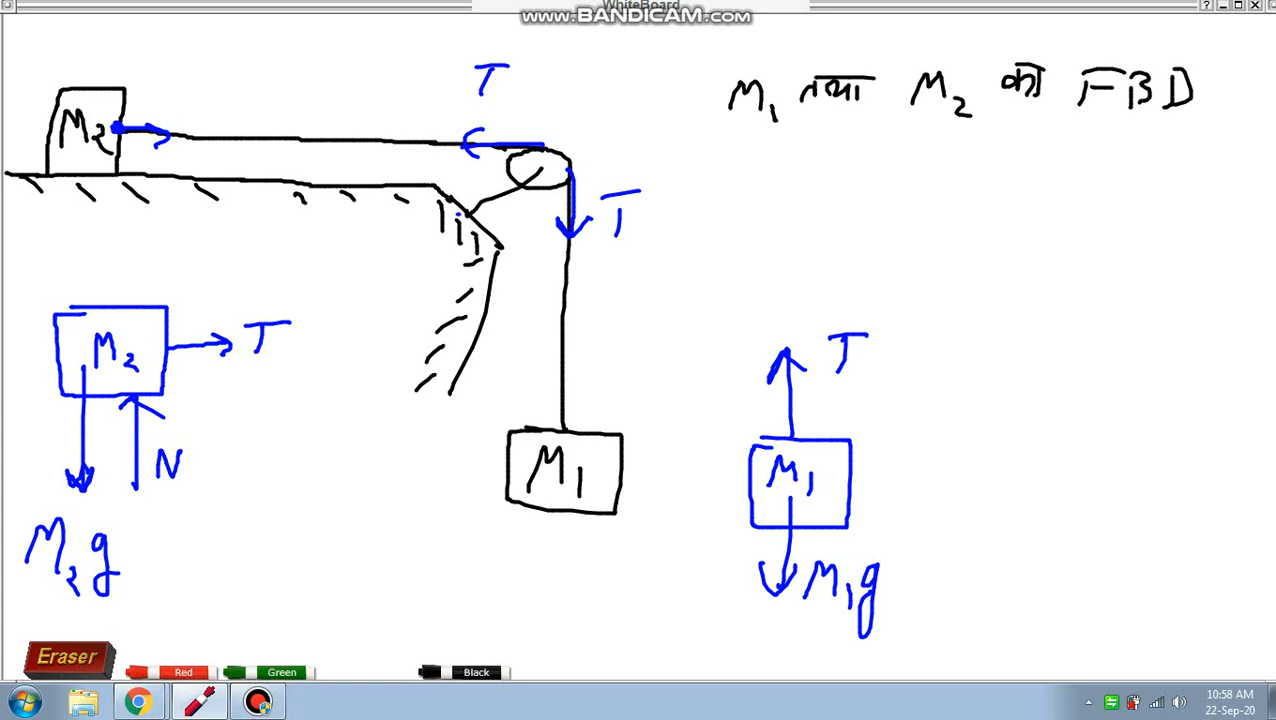 WhiteBoard
www.BANDICAM.com
T
M₁ तथा M₂ का FBD
M₂
T
M₂
T
N
M₂g
M₁
T
M₁
M₁g
Eraser
Red
Green
Black
10:58 AM
22-Sep-20